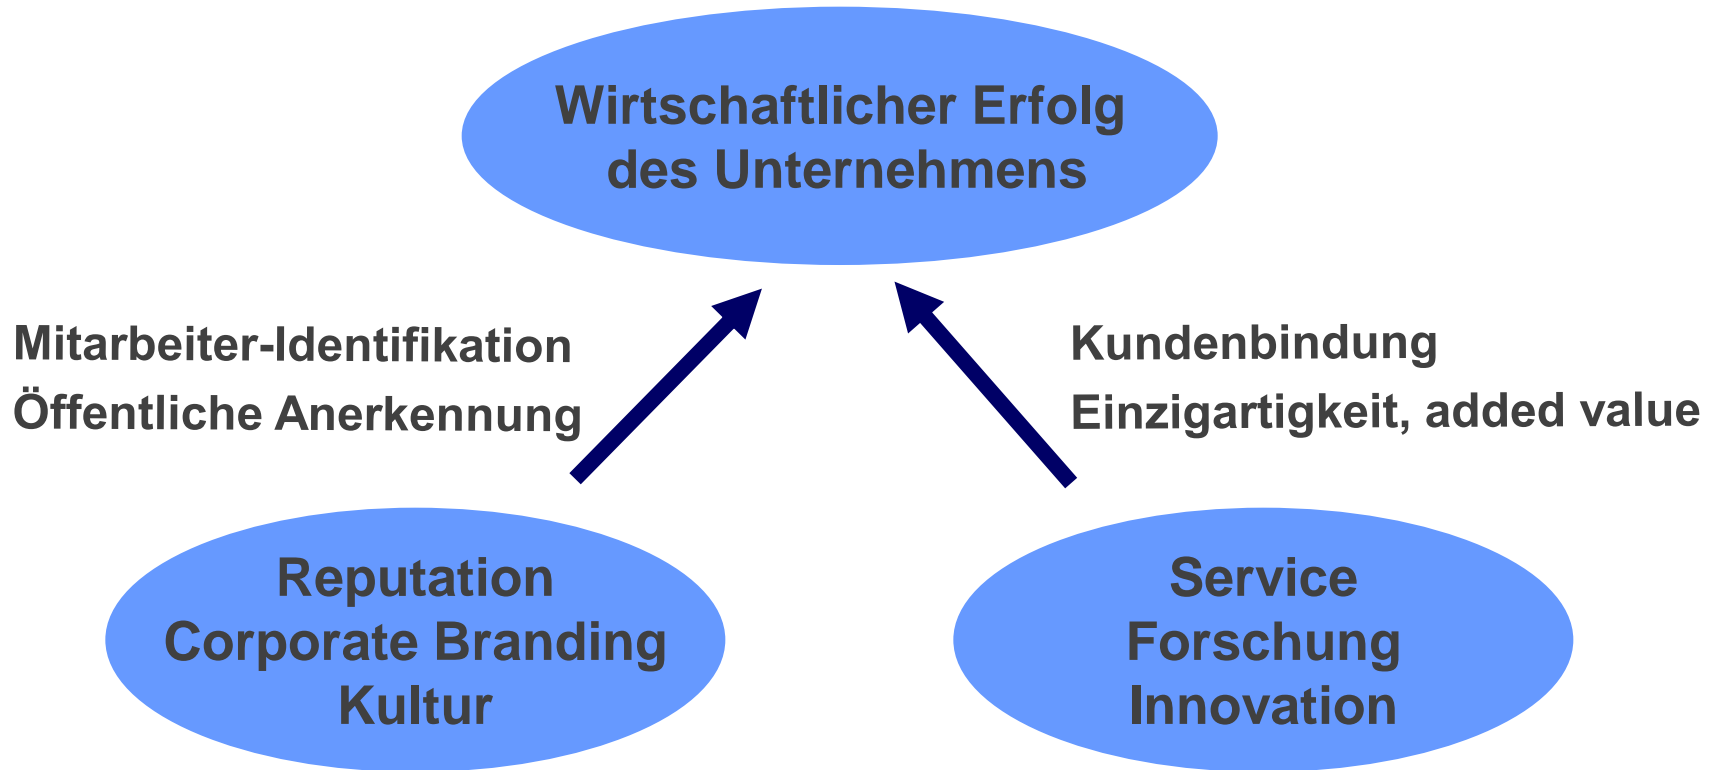 Wirtschaftlicher Erfolg
des Unternehmens
Mitarbeiter-Identifikation
Öffentliche Anerkennung
Kundenbindung
Einzigartigkeit, added value
Reputation
Corporate Branding
Kultur
Service
Forschung
Innovation